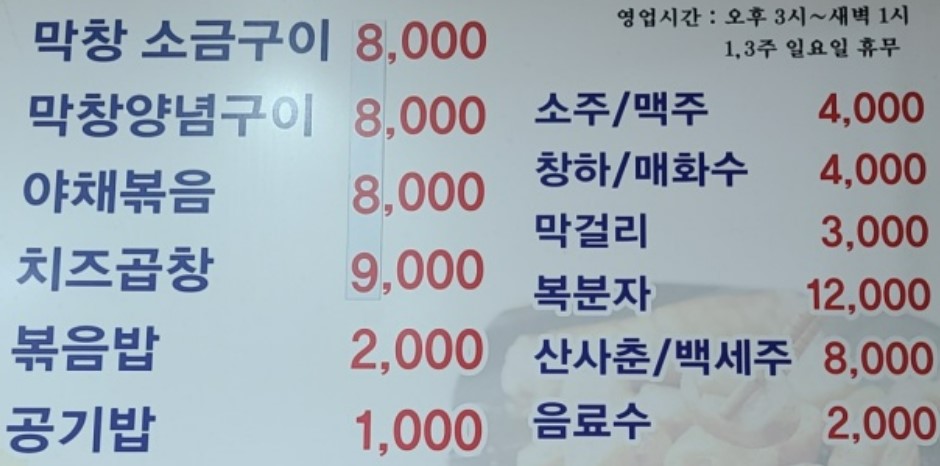 막창 소금구이 8,000
막창양념구이 8,000
야채볶음 8,000
치즈곱창 9,000
볶음밥 2,000
공기밥 1,000
영업시간 : 오후 3시~새벽 1시
1,3주 일요일 휴무
소주/맥주 4,000
창하/매화수 4,000
막걸리 3,000
복분자 12,000
산사춘/백세주 8,000
음료수 2,000